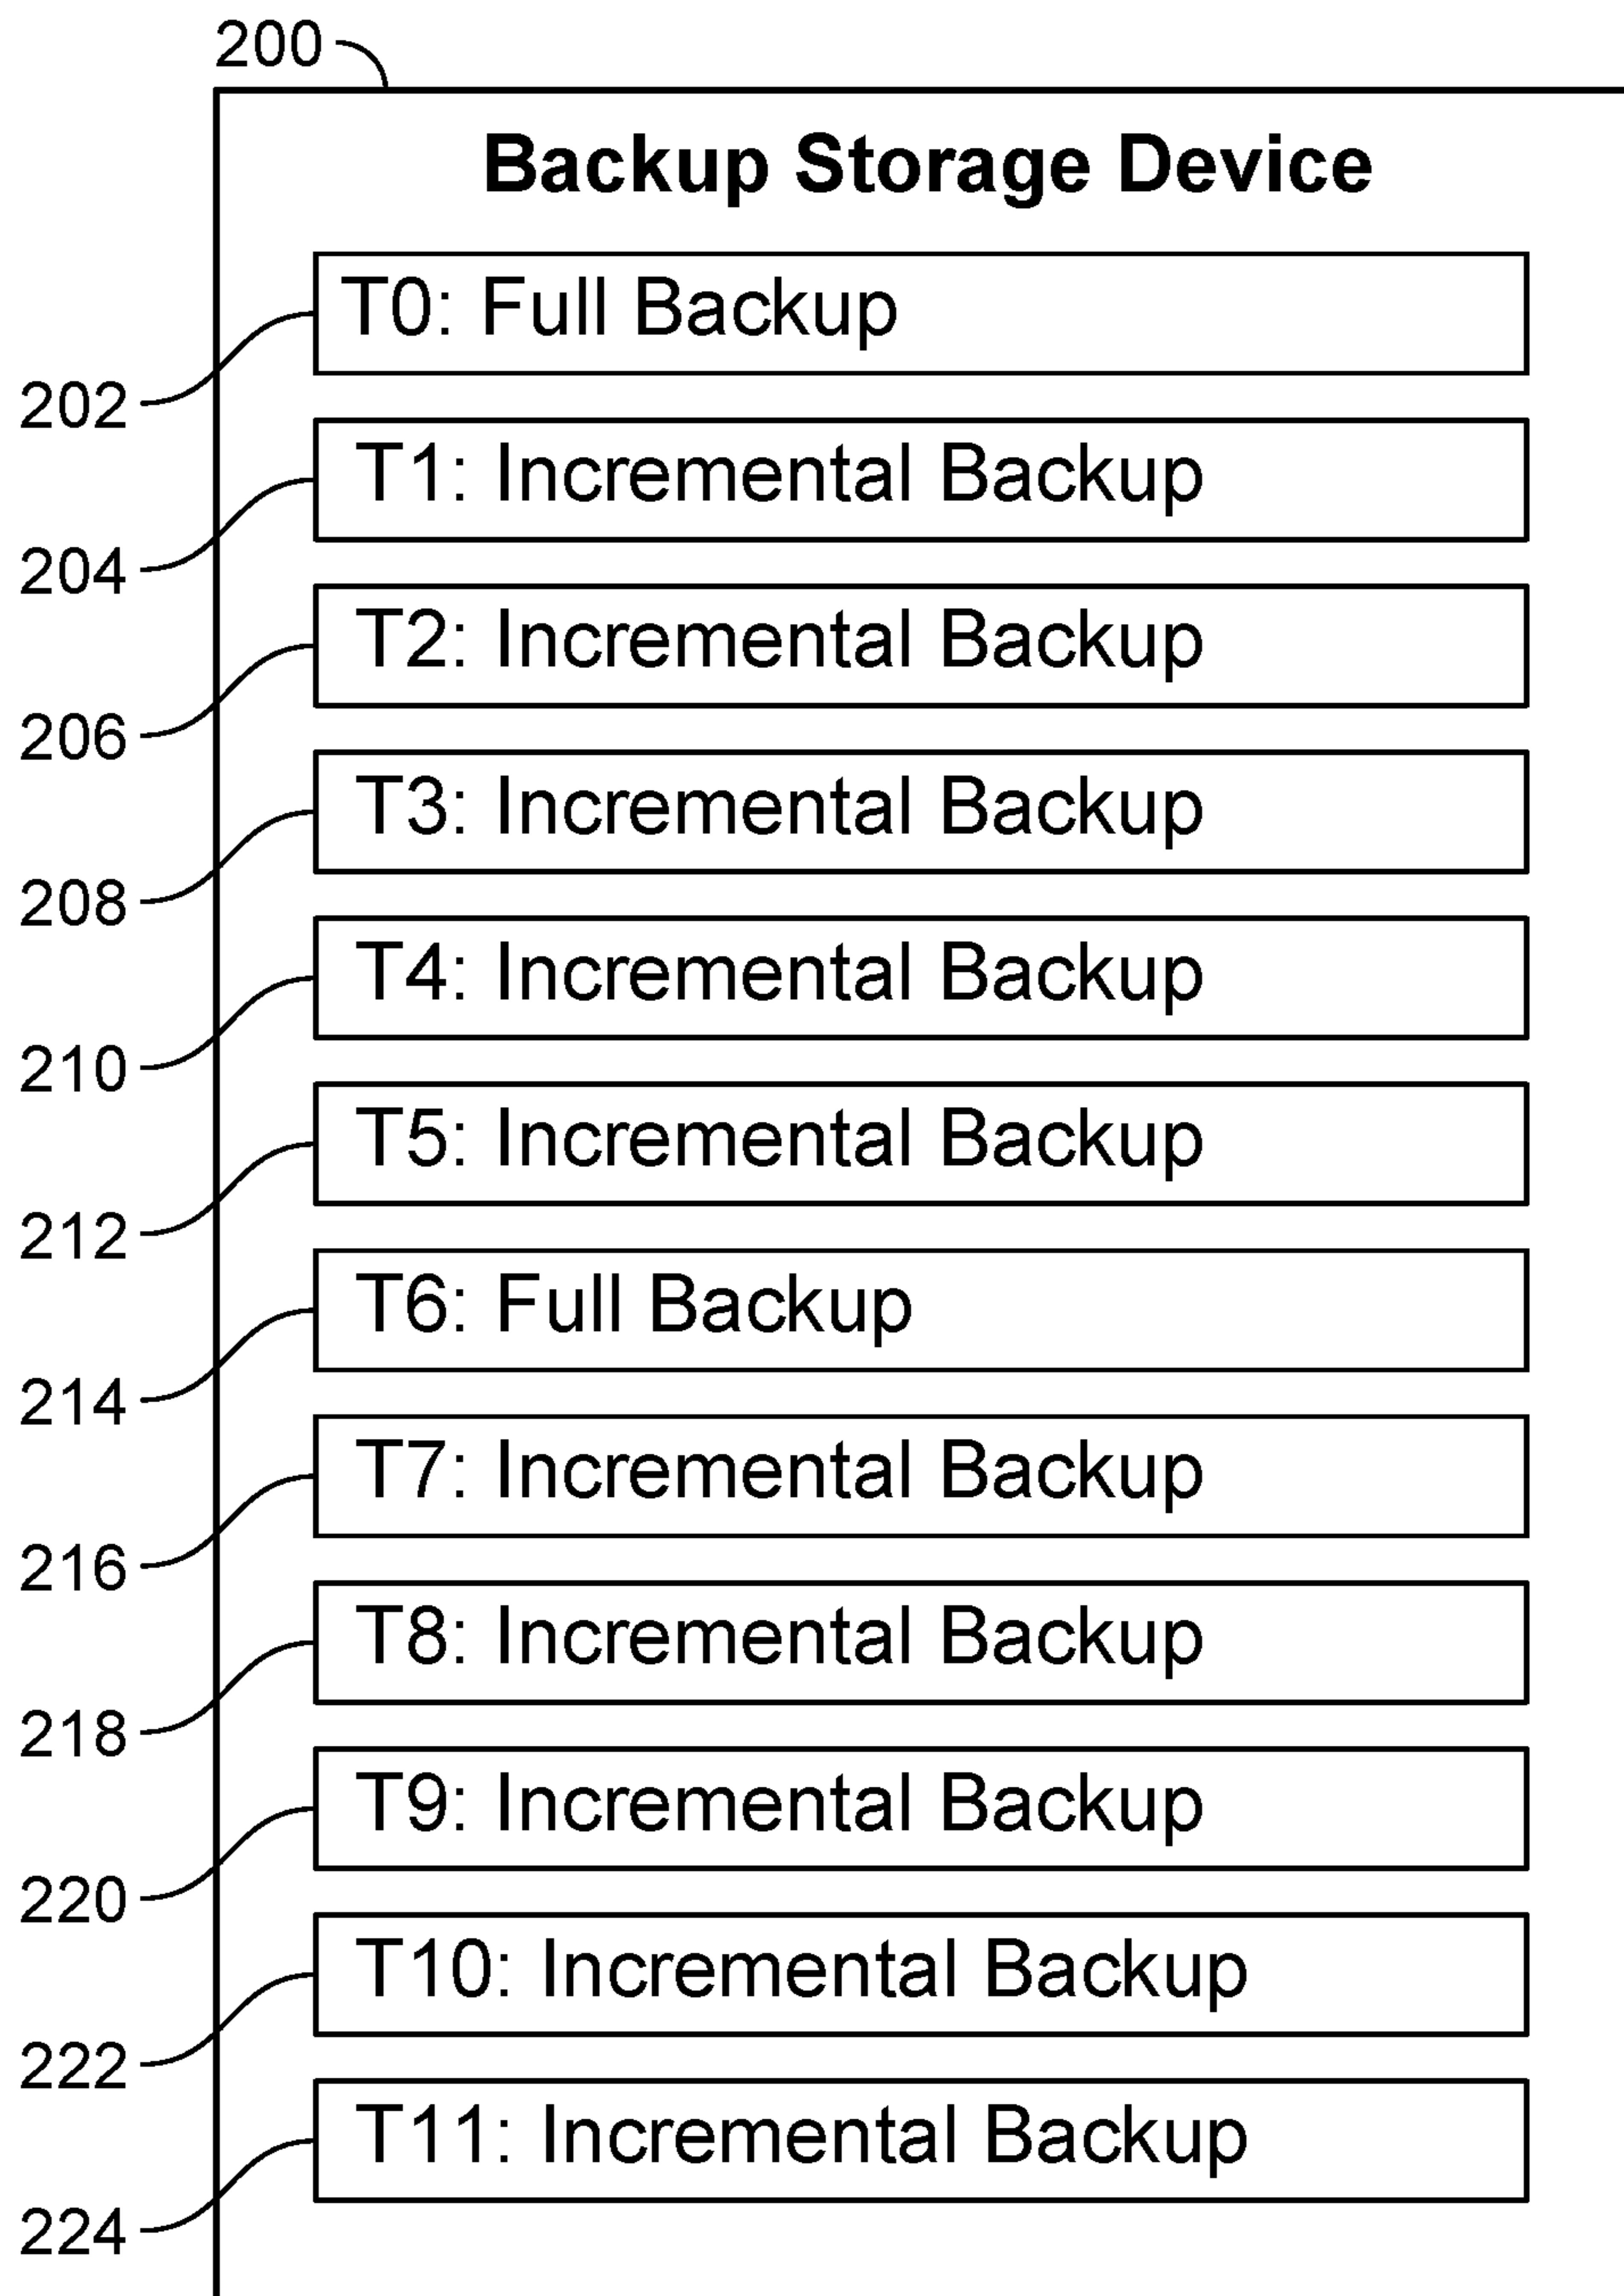 200
Backup Storage Device
T0: Full Backup
202
T1: Incremental Backup
204
T2: Incremental Backup
206
T3: Incremental Backup
208
T4: Incremental Backup
210
T5: Incremental Backup
212
T6: Full Backup
214
T7: Incremental Backup
216
T8: Incremental Backup
218
T9: Incremental Backup
220
T10: Incremental Backup
222
T11: Incremental Backup
224